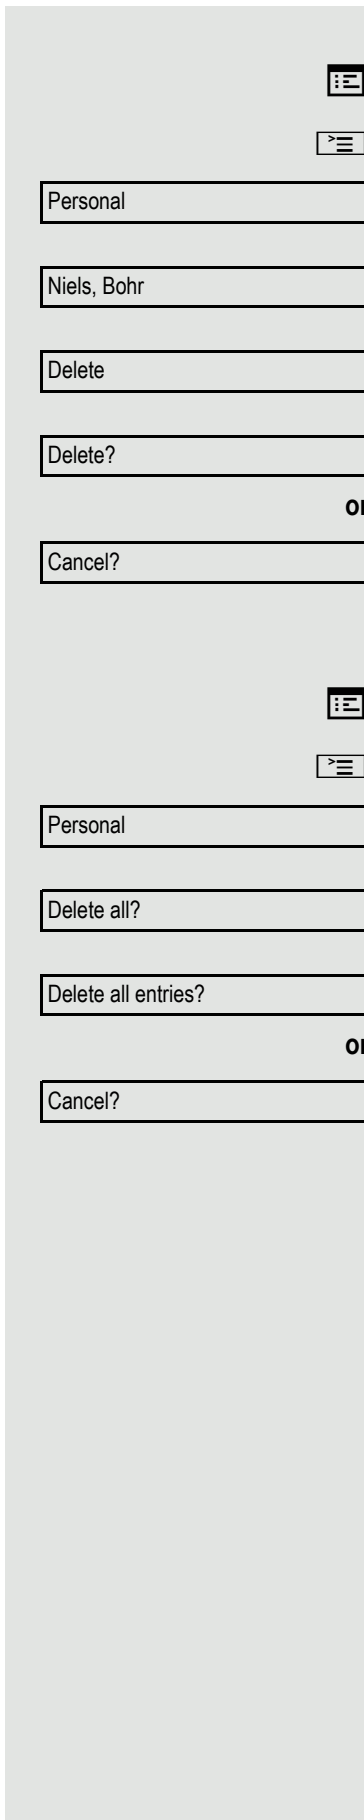 Personal
Niels, Bohr
Delete
Delete?
or
Cancel?
Personal
Delete all?
Delete all entries?
or
Cancel?